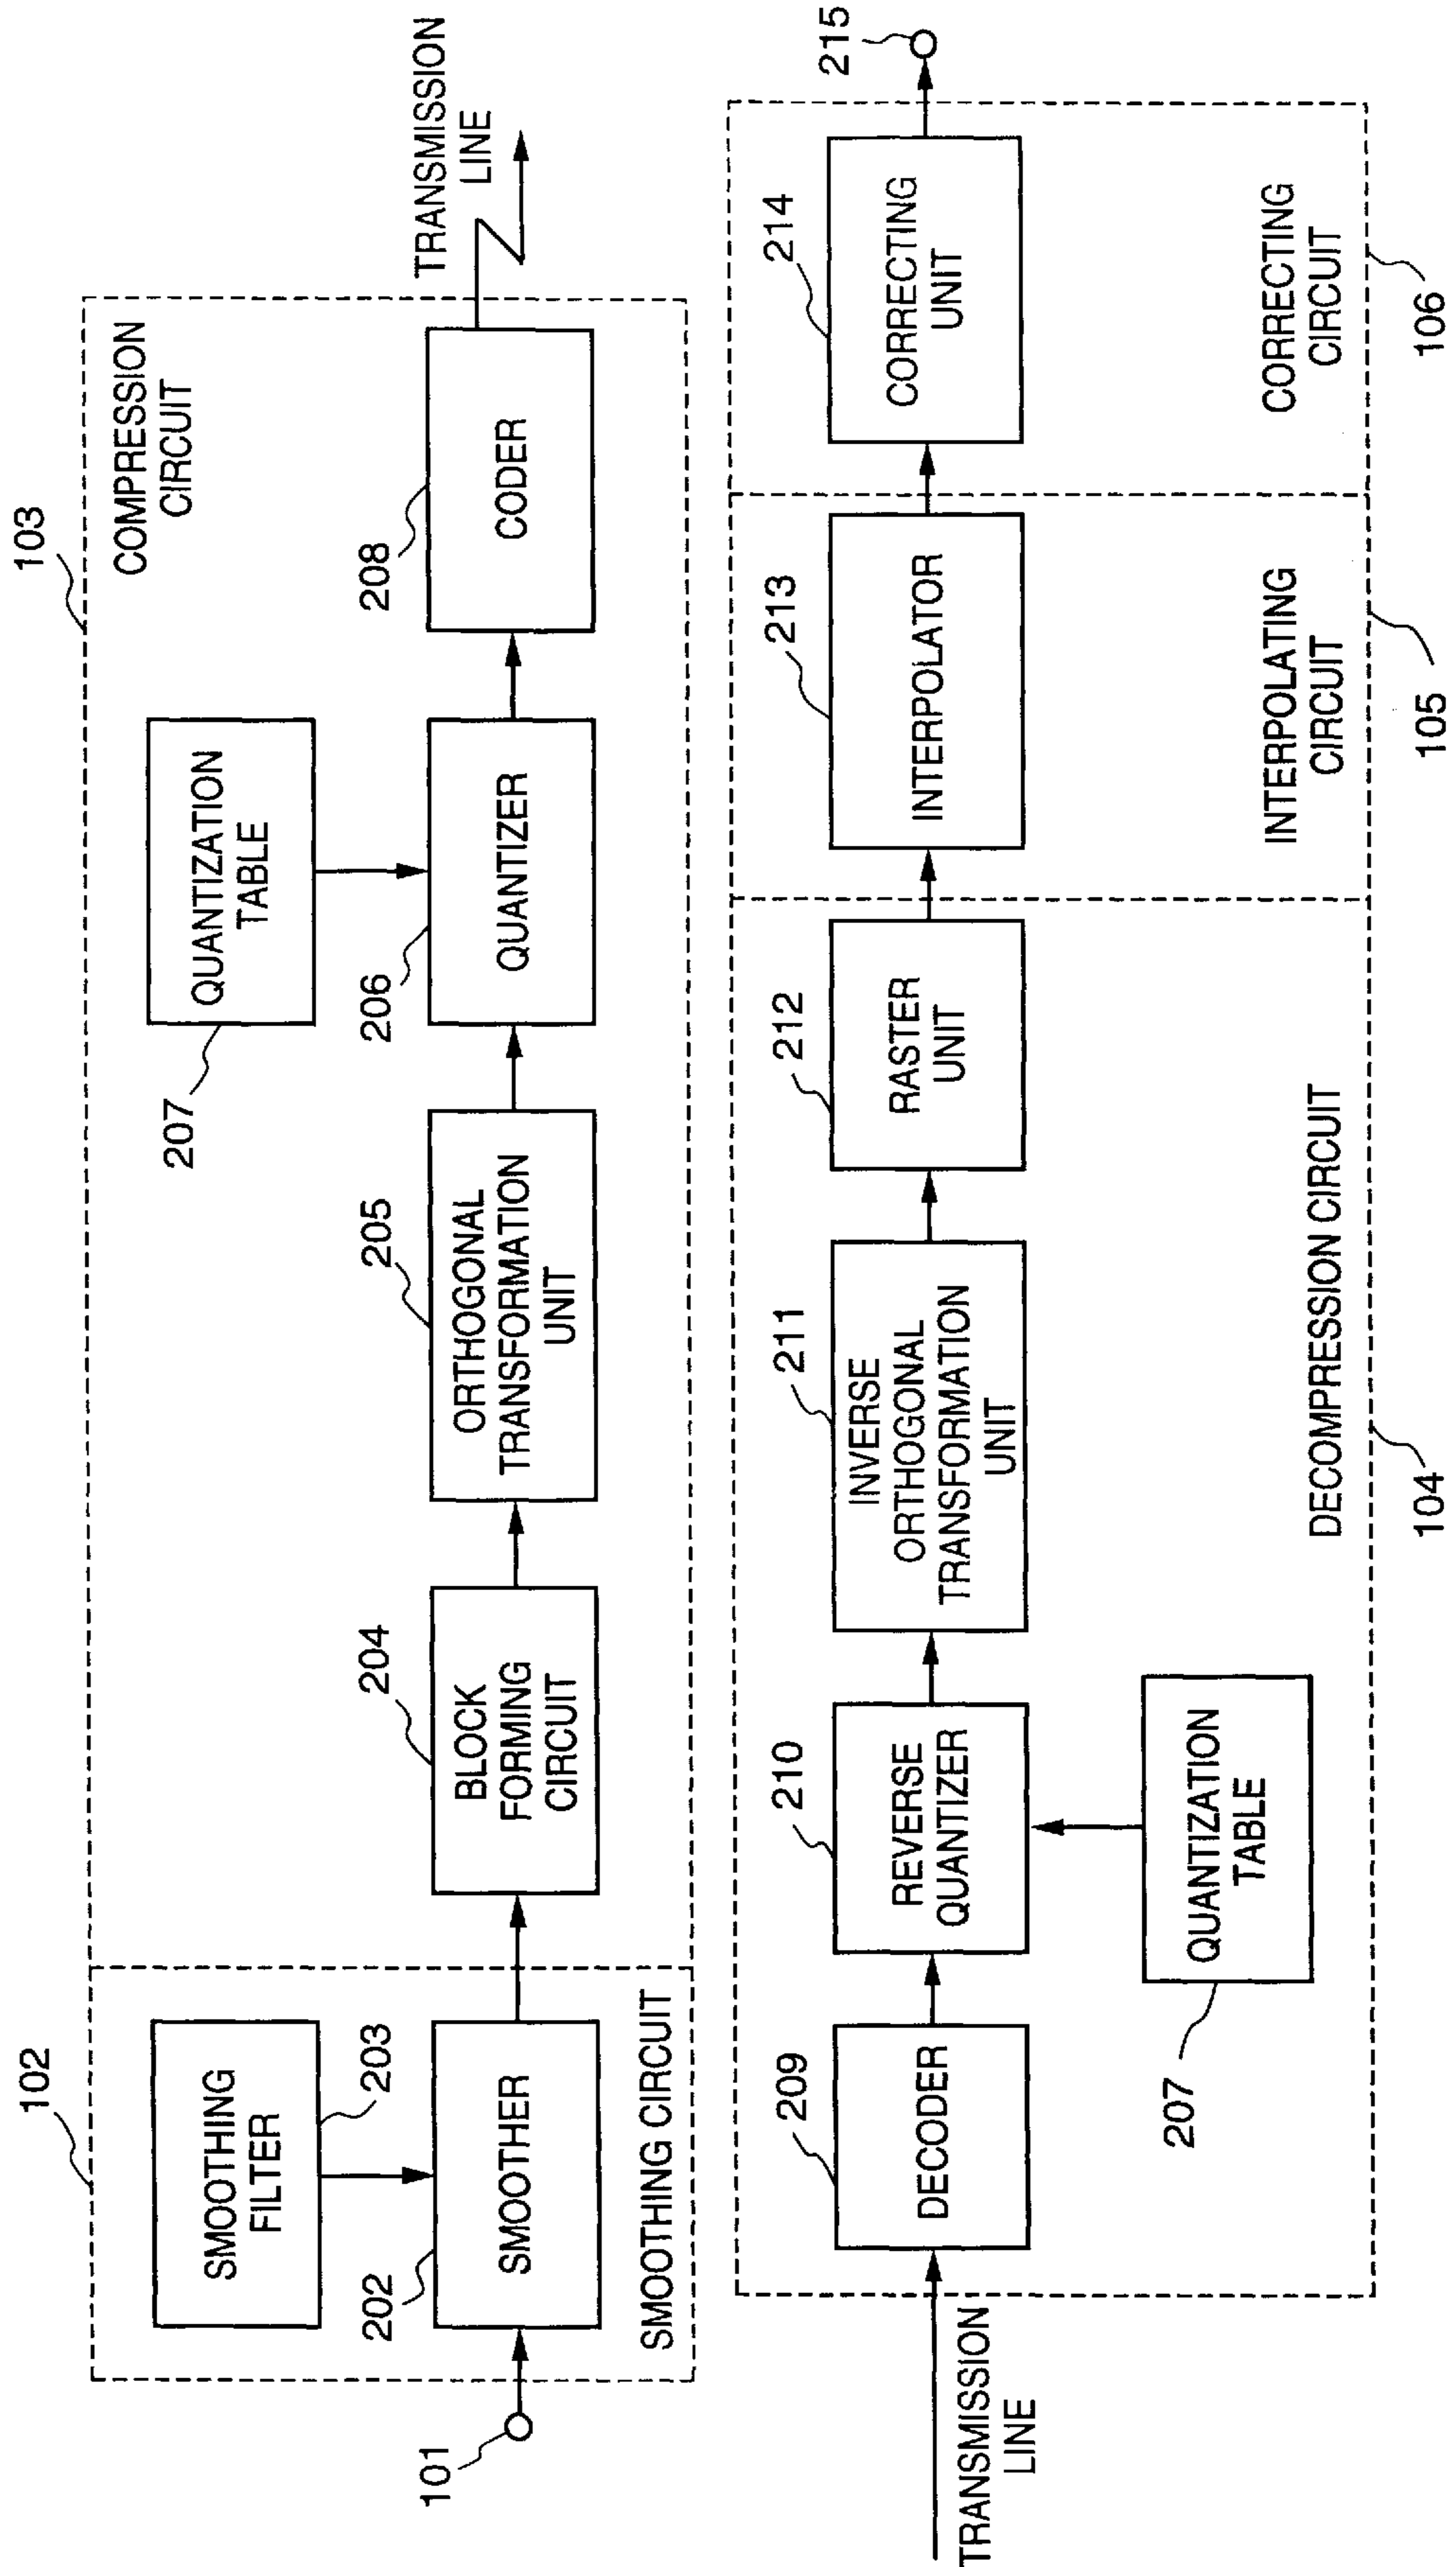 102
103
SMOOTHING
FILTER
203
207
QUANTIZATION
TABLE
COMPRESSION
CIRCUIT
TRANSMISSION
LINE
101
202
SMOOTHER
204
BLOCK
FORMING
CIRCUIT
205
ORTHOGONAL
TRANSFORMATION
UNIT
206
QUANTIZER
208
CODER
SMOOTHING CIRCUIT
TRANSMISSION
LINE
209
DECODER
210
REVERSE
QUANTIZER
211
INVERSE
ORTHOGONAL
TRANSFORMATION
UNIT
212
RASTER
UNIT
213
INTERPOLATOR
214
CORRECTING
UNIT
215
207
QUANTIZATION
TABLE
DECOMPRESSION CIRCUIT
104
INTERPOLATING
CIRCUIT
105
CORRECTING
CIRCUIT
106